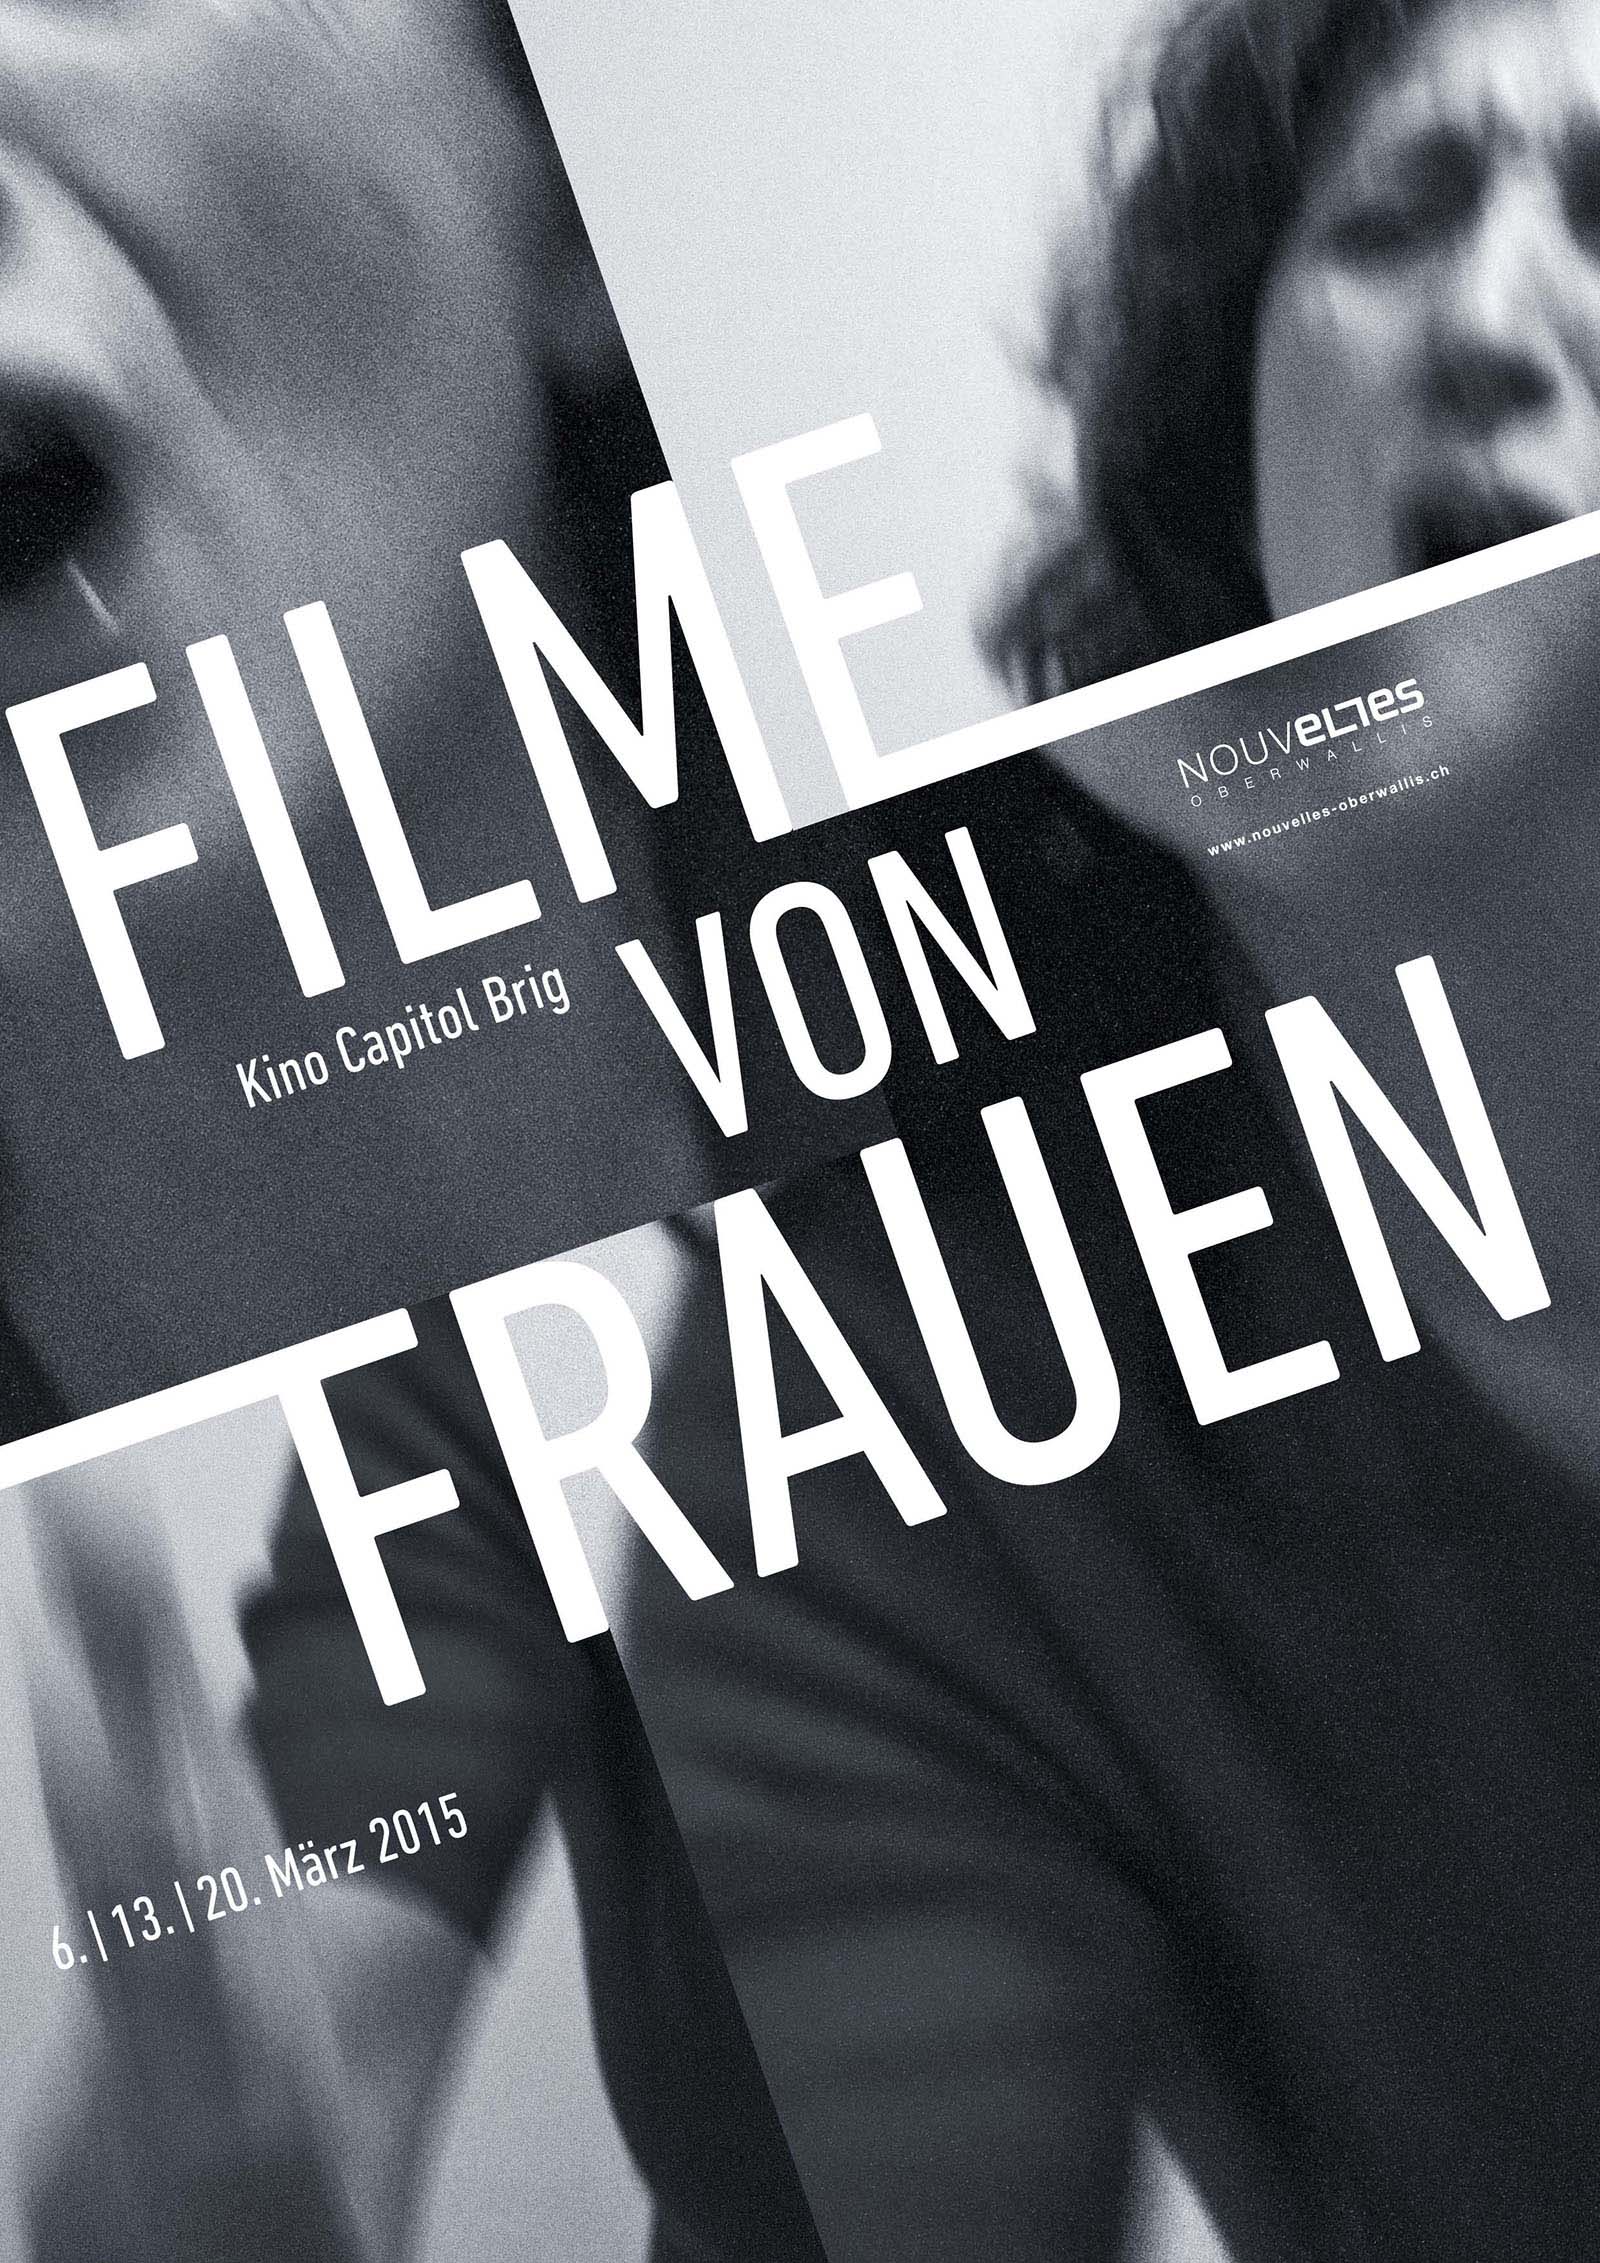 FILME
NOUVELLES
OBERWALLIS
www.nouvelles-oberwallis.ch
VON
Kino Capitol Brig
FRAUEN
6. | 13. | 20. März 2015